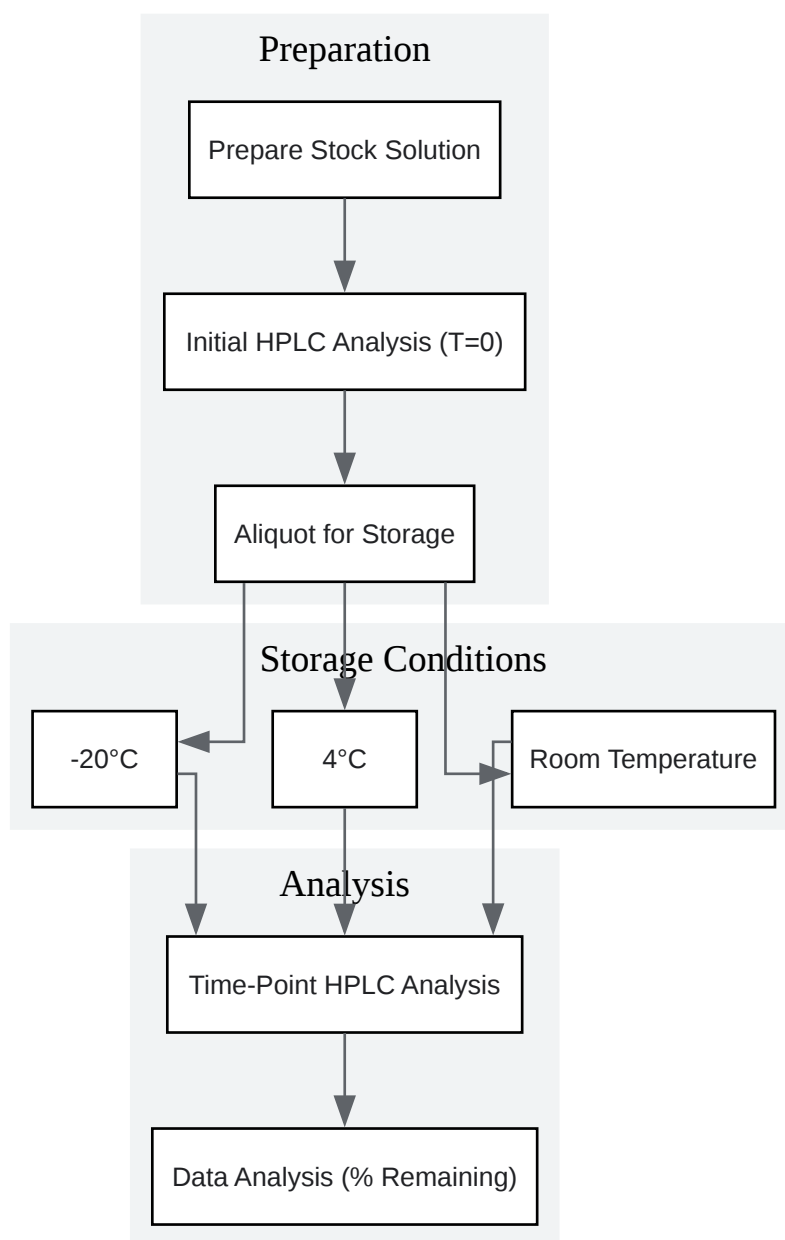 Preparation
Prepare Stock Solution
Initial HPLC Analysis (T=0)
Aliquot for Storage
Storage Conditions
-20°C
4°C
Room Temperature
Analysis
Time-Point HPLC Analysis
Data Analysis (% Remaining)